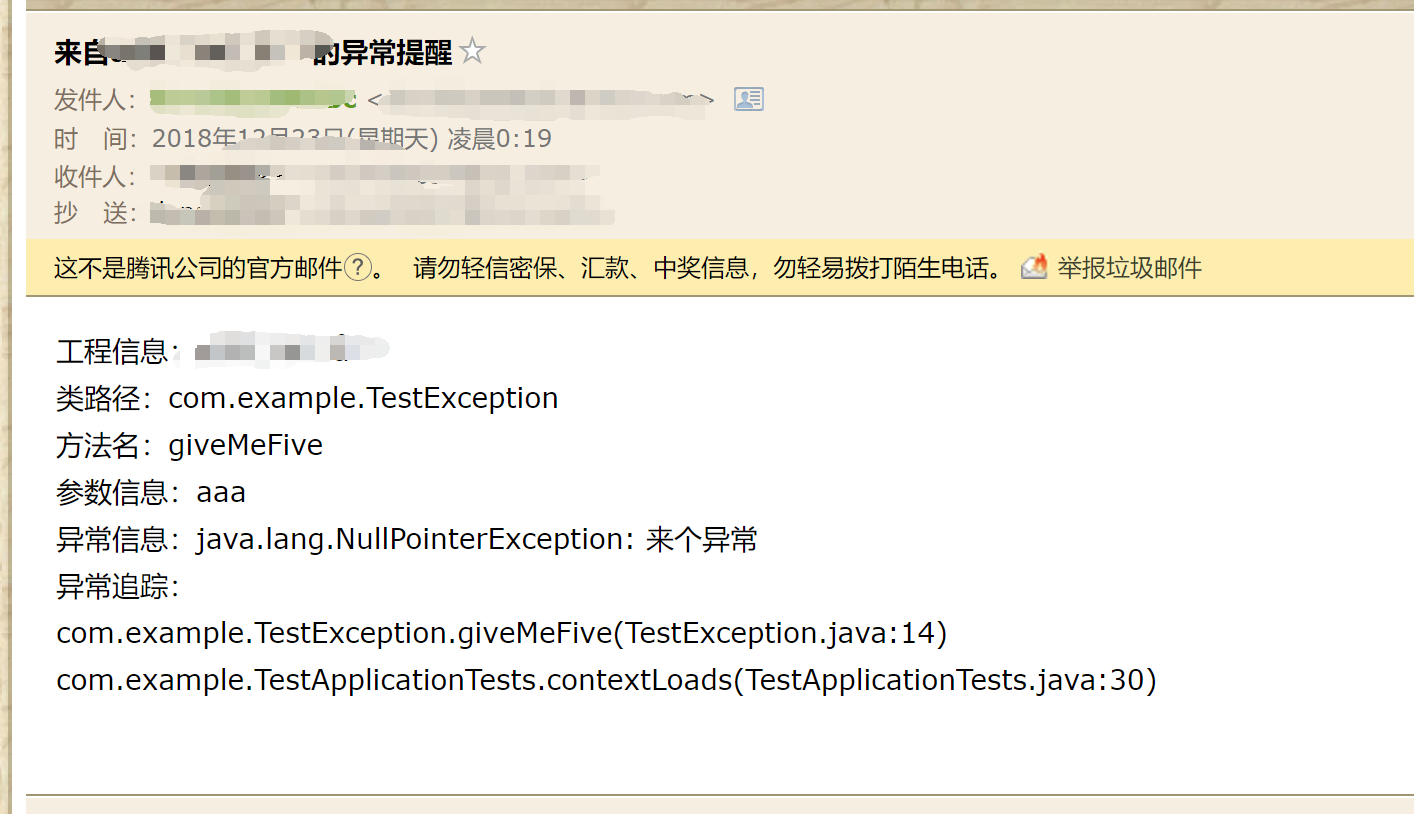 来自 的异常提醒
发件人：< >
时 间：2018年12月23日(星期天) 凌晨0:19
收件人：
抄 送：
这不是腾讯公司的官方邮件?。 请勿轻信密保、汇款、中奖信息，勿轻易拨打陌生电话。 举报垃圾邮件
工程信息：
类路径：com.example.TestException
方法名：giveMeFive
参数信息：aaa
异常信息：java.lang.NullPointerException: 来个异常
异常追踪：
com.example.TestException.giveMeFive(TestException.java:14)
com.example.TestApplicationTests.contextLoads(TestApplicationTests.java:30)